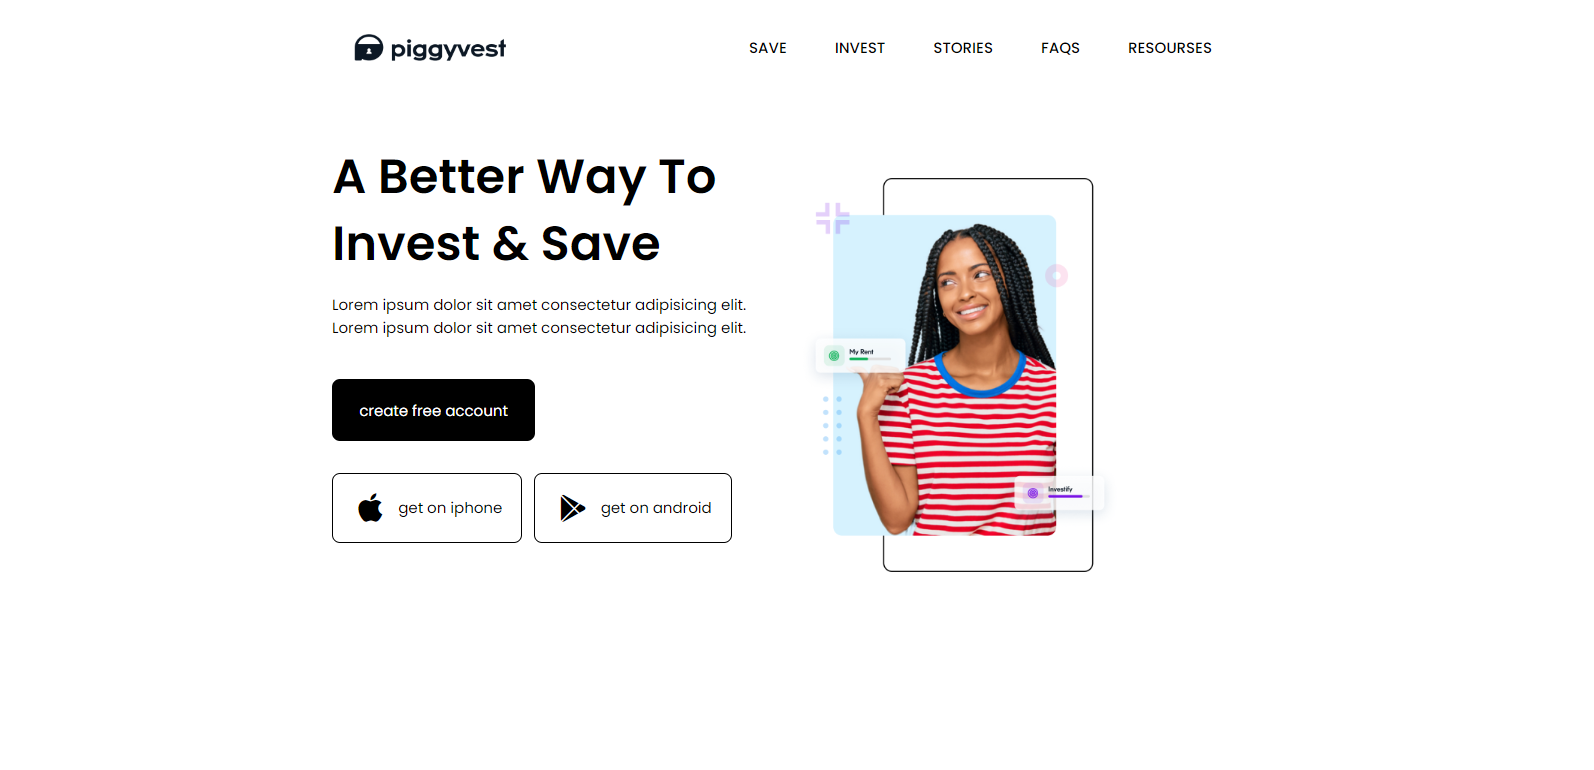 piggyvest
SAVE INVEST STORIES FAQS RESOURSES
A Better Way To
Invest & Save
Lorem ipsum dolor sit amet consectetur adipisicing elit.
Lorem ipsum dolor sit amet consectetur adipisicing elit.
My Rent
create free account
Investify
get on iphone
get on android